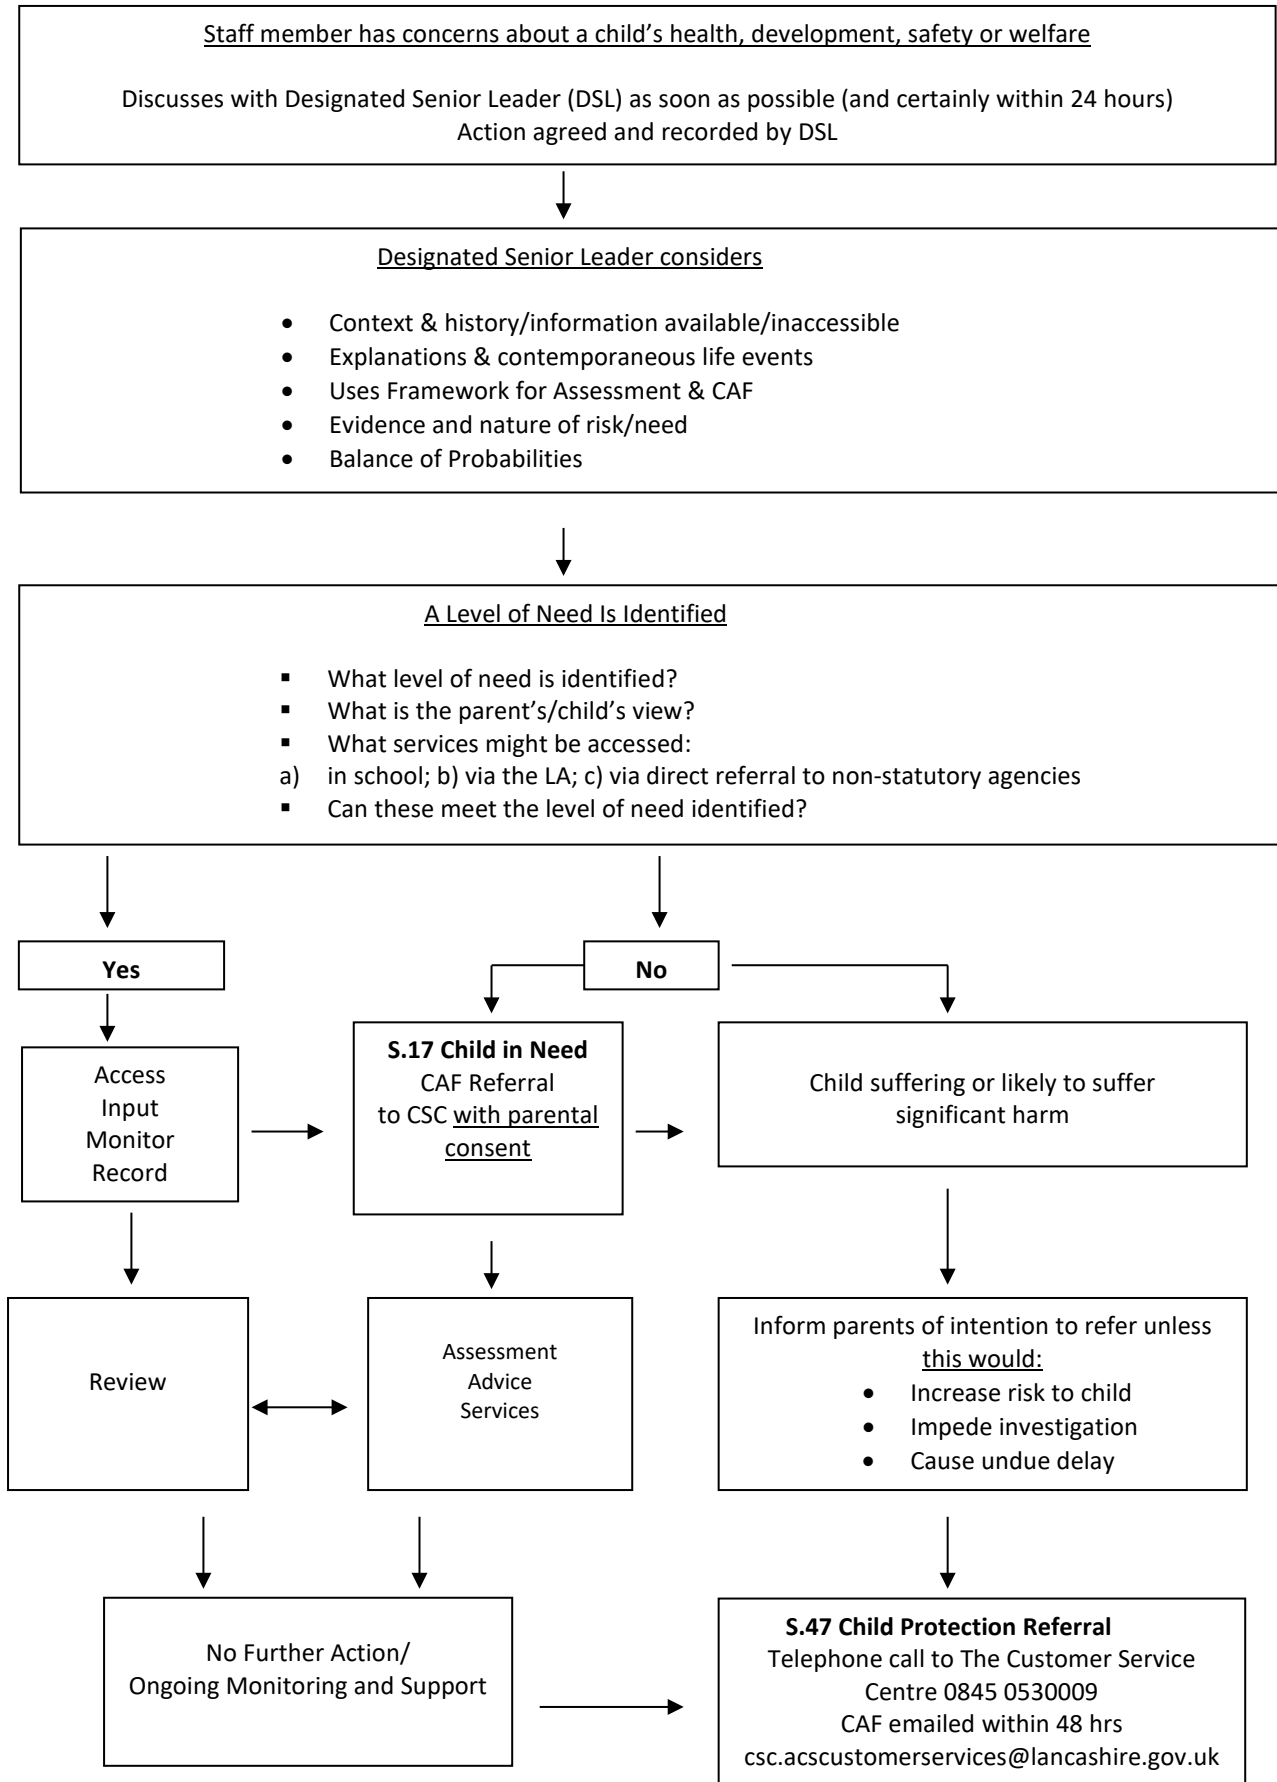 Staff member has concerns about a child’s health, development, safety or welfare
Discusses with Designated Senior Leader (DSL) as soon as possible (and certainly within 24 hours)
Action agreed and recorded by DSL
Designated Senior Leader considers
• Context & history/information available/inaccessible
• Explanations & contemporaneous life events
• Uses Framework for Assessment & CAF
• Evidence and nature of risk/need
• Balance of Probabilities
A Level of Need Is Identified
▪ What level of need is identified?
▪ What is the parent’s/child’s view?
▪ What services might be accessed:
a) in school; b) via the LA; c) via direct referral to non-statutory agencies
▪ Can these meet the level of need identified?
Yes
No
Access
Input
Monitor
Record
S.17 Child in Need
CAF Referral
to CSC with parental
consent
Child suffering or likely to suffer
significant harm
Review
Assessment
Advice
Services
Inform parents of intention to refer unless
this would:
• Increase risk to child
• Impede investigation
• Cause undue delay
No Further Action/
Ongoing Monitoring and Support
S.47 Child Protection Referral
Telephone call to The Customer Service
Centre 0845 0530009
CAF emailed within 48 hrs
csc.acscustomerservices@lancashire.gov.uk